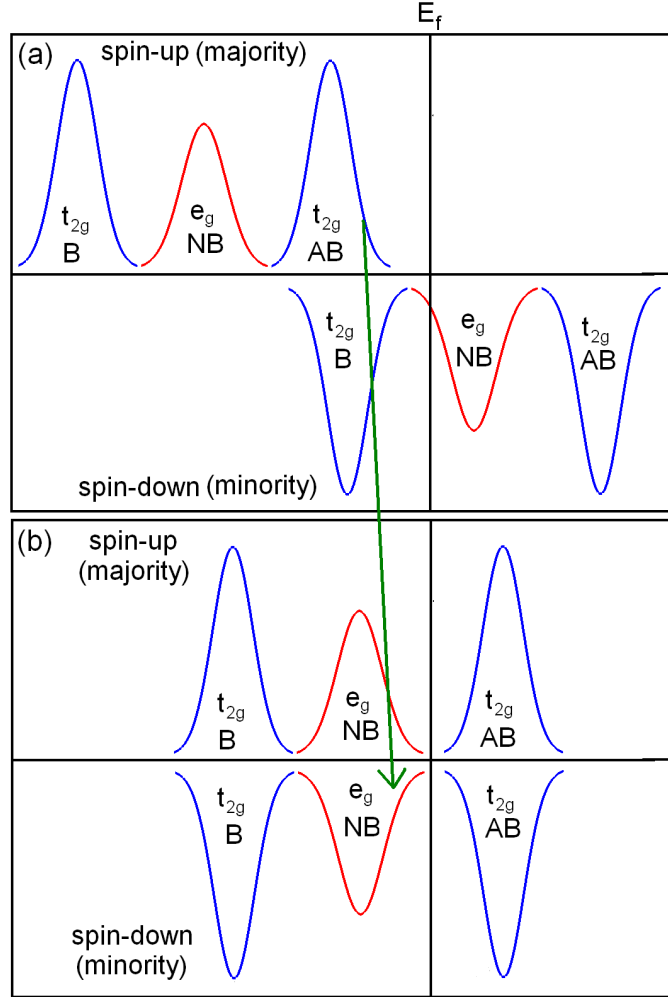 E_f
(a) spin-up (majority)
t_2g
B
e_g
NB
t_2g
AB
t_2g
B
e_g
NB
t_2g
AB
spin-down (minority)
(b) spin-up
(majority)
t_2g
B
e_g
NB
t_2g
AB
t_2g
B
e_g
NB
t_2g
AB
spin-down
(minority)